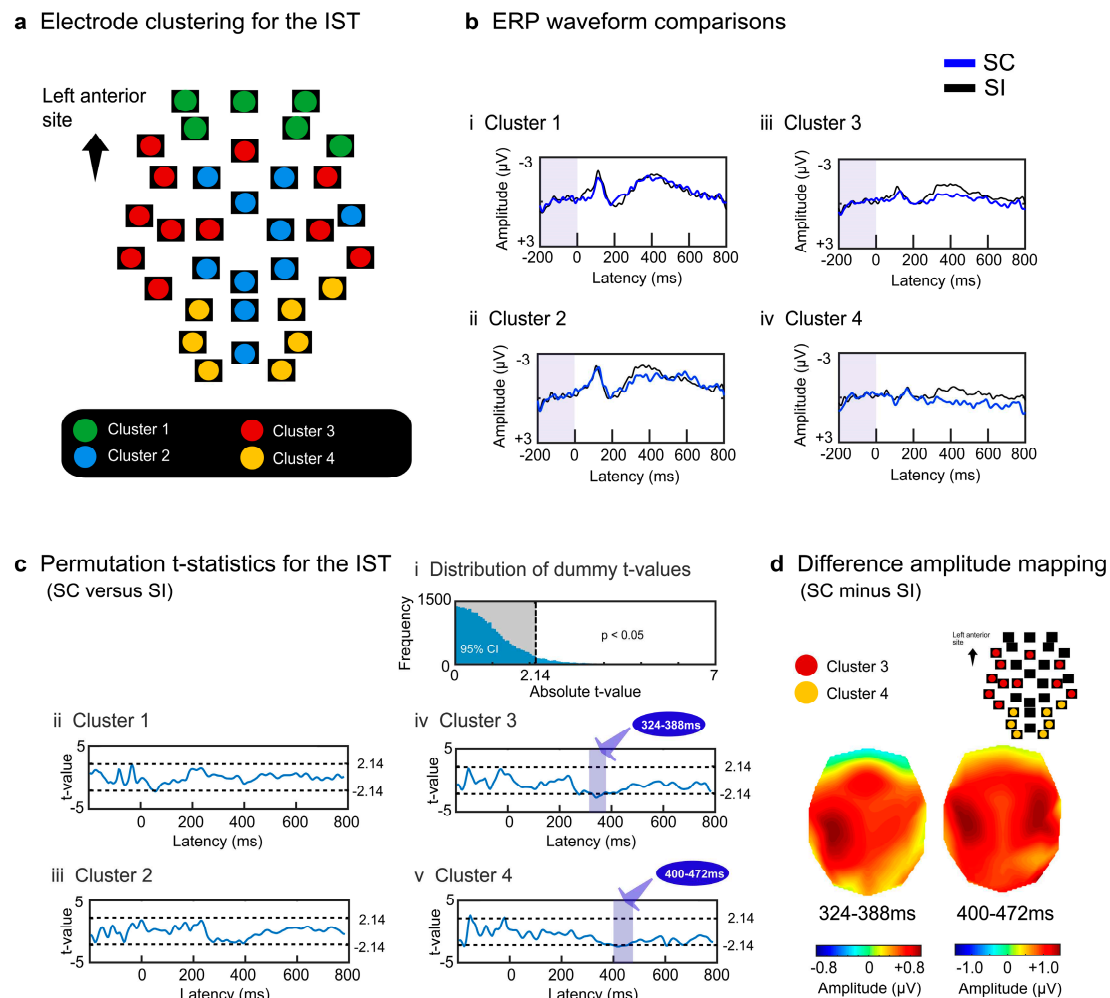 a Electrode clustering for the IST
Left anterior
site
Cluster 1
Cluster 2
Cluster 3
Cluster 4
b ERP waveform comparisons
SC
SI
i Cluster 1
Amplitude (µV)
-3
+3
-200 0 200 400 600 800
Latency (ms)
ii Cluster 2
Amplitude (µV)
-3
+3
-200 0 200 400 600 800
Latency (ms)
iii Cluster 3
Amplitude (µV)
-3
+3
-200 0 200 400 600 800
Latency (ms)
iv Cluster 4
Amplitude (µV)
-3
+3
-200 0 200 400 600 800
Latency (ms)
c Permutation t-statistics for the IST
(SC versus SI)
i Distribution of dummy t-values
Frequency
1500
0
95% CI
p < 0.05
0 2.14 7
Absolute t-value
ii Cluster 1
t-value
5
-5
2.14
-2.14
0 200 400 600 800
Latency (ms)
iii Cluster 2
t-value
5
-5
2.14
-2.14
0 200 400 600 800
Latency (ms)
iv Cluster 3
324-388ms
t-value
5
-5
2.14
-2.14
0 200 400 600 800
Latency (ms)
v Cluster 4
400-472ms
t-value
5
-5
2.14
-2.14
0 200 400 600 800
Latency (ms)
d Difference amplitude mapping
(SC minus SI)
Left anterior
site
Cluster 3
Cluster 4
324-388ms
400-472ms
-0.8 0 +0.8
Amplitude (µV)
-1.0 0 +1.0
Amplitude (µV)